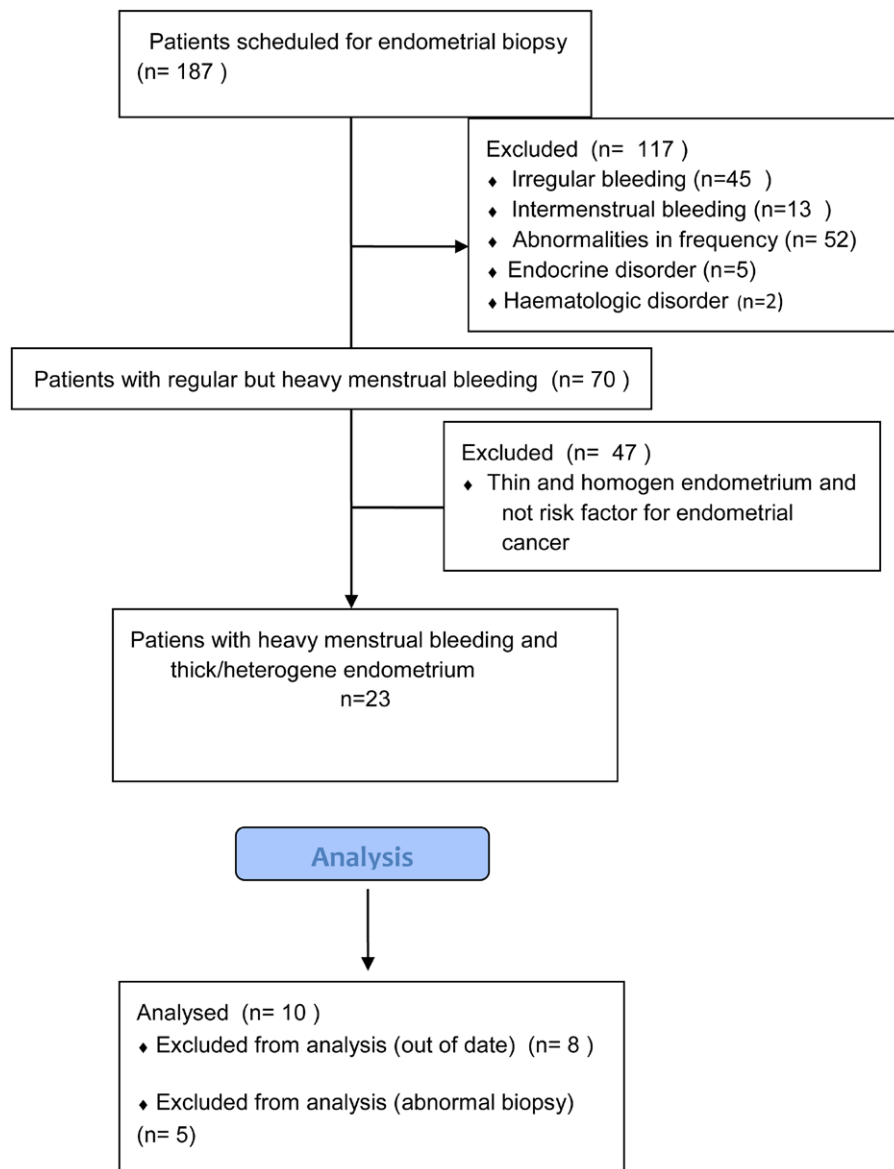 Patients scheduled for endometrial biopsy
(n= 187 )
Excluded (n= 117 )
♦ Irregular bleeding (n=45 )
♦ Intermenstrual bleeding (n=13 )
♦ Abnormalities in frequency (n= 52)
♦ Endocrine disorder (n=5)
♦ Haematologic disorder (n=2)
Patients with regular but heavy menstrual bleeding (n= 70 )
Excluded (n= 47 )
♦ Thin and homogen endometrium and
not risk factor for endometrial
cancer
Patiens with heavy menstrual bleeding and
thick/heterogene endometrium
n=23
Analysis
Analysed (n= 10 )
♦ Excluded from analysis (out of date) (n= 8 )
♦ Excluded from analysis (abnormal biopsy)
(n= 5)